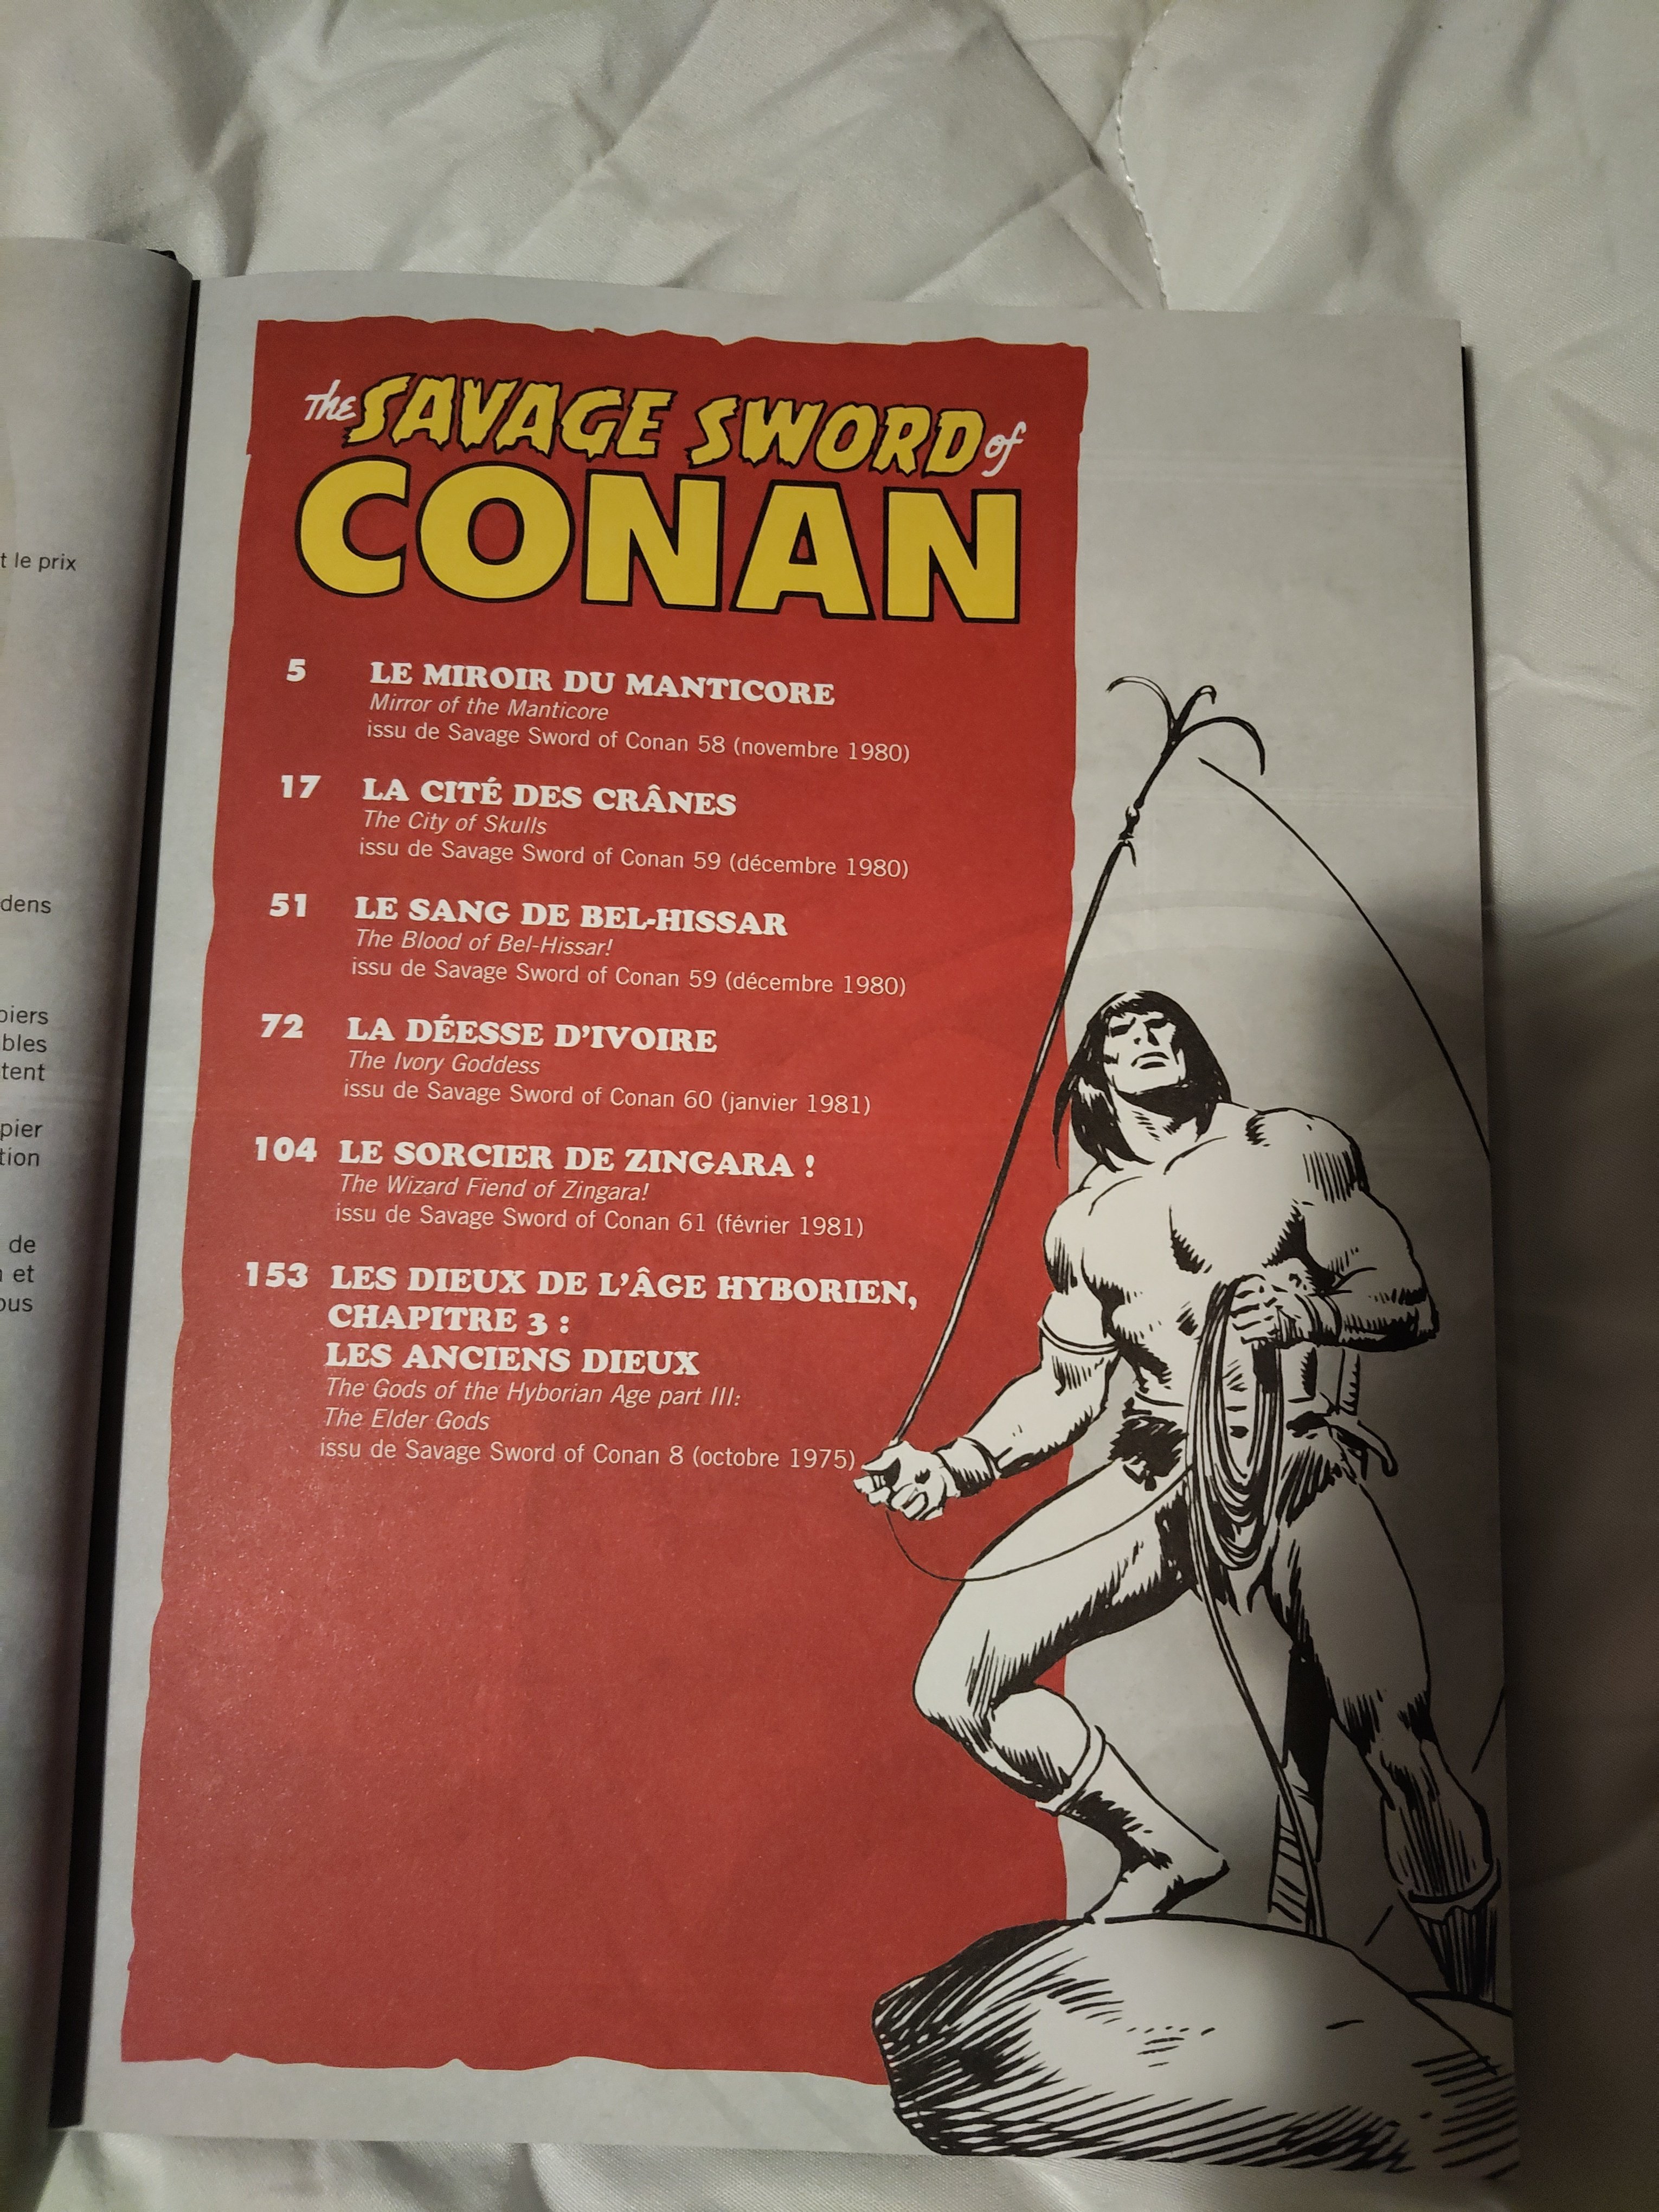 t le prix
dens
piers
bles
tent
pier
tion
de
n et
ous
the SAVAGE SWORD of
CONAN
5 LE MIROIR DU MANTICORE
Mirror of the Manticore
issu de Savage Sword of Conan 58 (novembre 1980)
17 LA CITÉ DES CRÂNES
The City of Skulls
issu de Savage Sword of Conan 59 (décembre 1980)
51 LE SANG DE BEL-HISSAR
The Blood of Bel-Hissar!
issu de Savage Sword of Conan 59 (décembre 1980)
72 LA DÉESSE D'IVOIRE
The Ivory Goddess
issu de Savage Sword of Conan 60 (janvier 1981)
104 LE SORCIER DE ZINGARA !
The Wizard Fiend of Zingara!
issu de Savage Sword of Conan 61 (février 1981)
153 LES DIEUX DE L'ÂGE HYBORIEN,
CHAPITRE 3 :
LES ANCIENS DIEUX
The Gods of the Hyborian Age part III:
The Elder Gods
issu de Savage Sword of Conan 8 (octobre 1975)